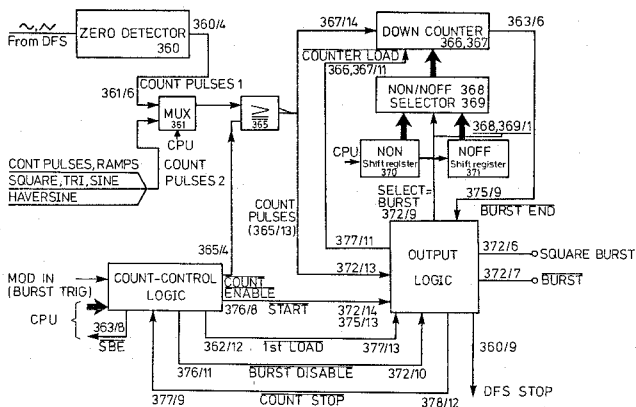 From DFS
ZERO DETECTOR
360
360/4
367/14
DOWN COUNTER
366,367
363/6
COUNTER LOAD
366,367/11
361/6
COUNT PULSES 1
MUX
361
CPU
≥
365
NON/NOFF 368
SELECTOR 369
368,369/1
CPU
NON
Shift register
370
NOFF
Shift register
371
CONT PULSES, RAMPS
SQUARE, TRI, SINE
HAVERSINE
COUNT
PULSES 2
COUNT
PULSES
(365/13)
SELECT=
BURST
372/9
375/9
BURST END
365/4
377/11
372/13
OUTPUT
LOGIC
372/6
SQUARE BURST
372/7
BURST
MOD IN
(BURST TRIG)
COUNT-CONTROL
LOGIC
COUNT
ENABLE
376/8
START
372/14
375/13
CPU
363/8
SBE
362/12
1st LOAD
377/13
360/9
376/11
BURST DISABLE
372/10
DFS STOP
377/9
COUNT STOP
378/12